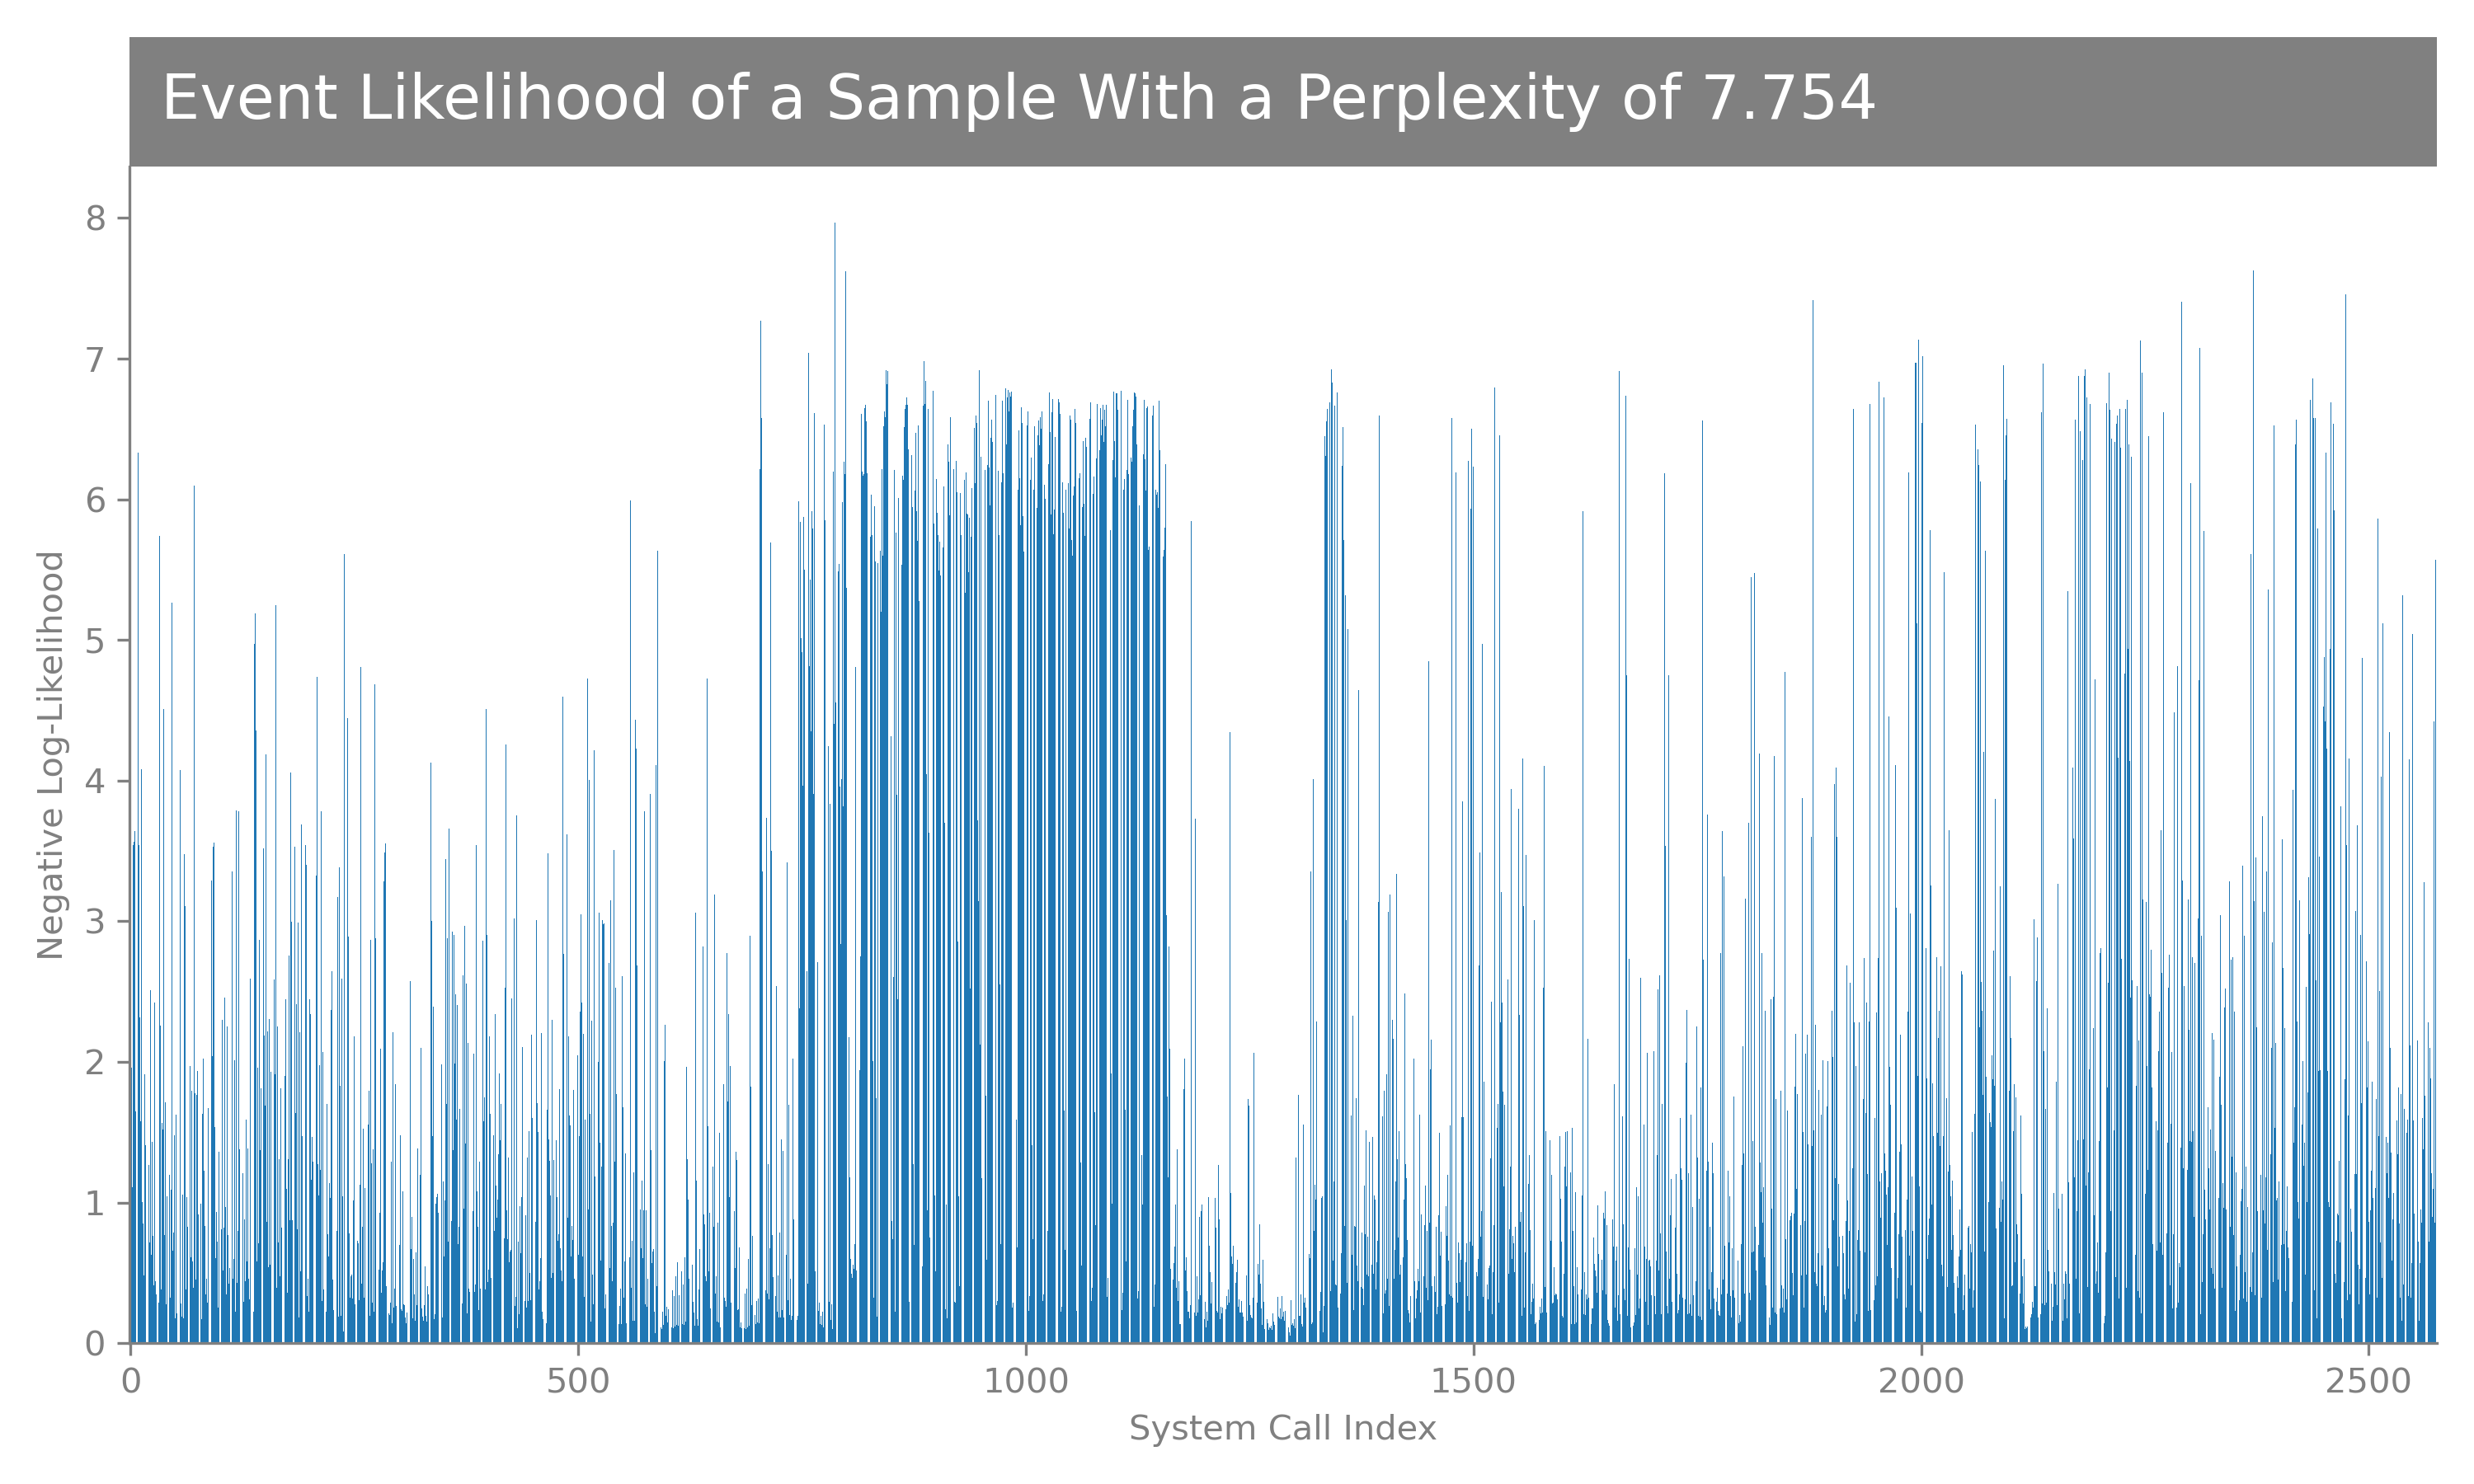 Event Likelihood of a Sample With a Perplexity of 7.754
8
7
6
5
4
3
2
1
0
Negative Log-Likelihood
0 500 1000 1500 2000 2500
System Call Index